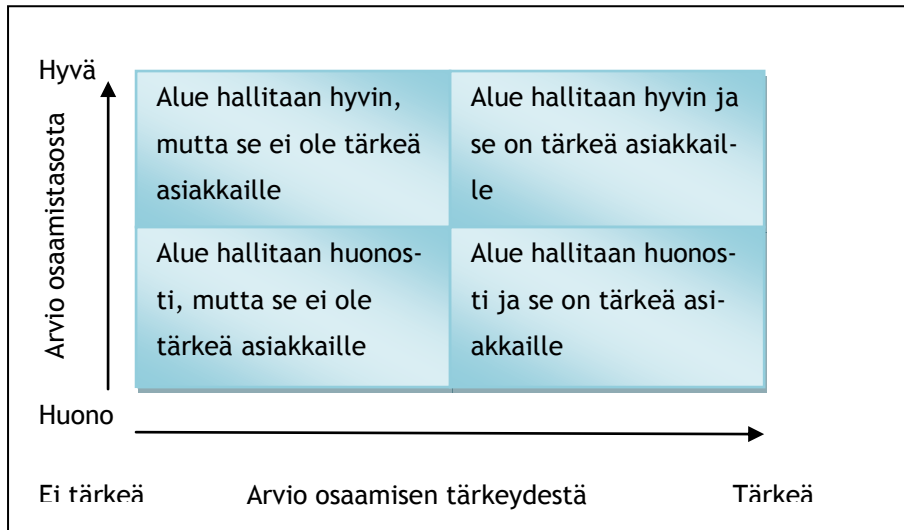 Hyvä
Arvio osaamistasosta
Alue hallitaan hyvin,
mutta se ei ole tärkeä
asiakkaille
Alue hallitaan hyvin ja
se on tärkeä asiakkail-
le
Alue hallitaan huonos-
ti, mutta se ei ole
tärkeä asiakkaille
Alue hallitaan huonos-
ti ja se on tärkeä asi-
akkaille
Huono
Ei tärkeä
Arvio osaamisen tärkeydestä
Tärkeä